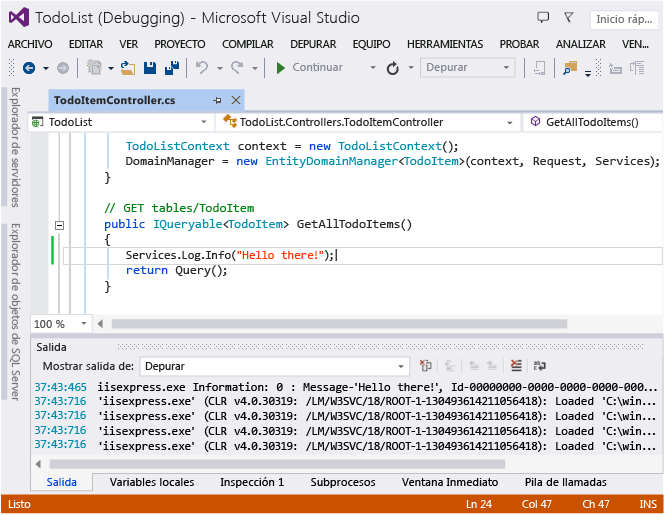 TodoList (Debugging) - Microsoft Visual Studio
Inicio ráp...
ARCHIVO EDITAR VER PROYECTO COMPILAR DEPURAR EQUIPO HERRAMIENTAS PROBAR ANALIZAR VEN...
Continuar Depurar
Explorador de servidores
Explorador de objetos de SQL Server
TodoItemController.cs
TodoList TodoList.Controllers.TodoItemController GetAllTodoItems()
TodoListContext context = new TodoListContext();
DomainManager = new EntityDomainManager<TodoItem>(context, Request, Services);
}
// GET tables/TodoItem
public IQueryable<TodoItem> GetAllTodoItems()
{
Services.Log.Info("Hello there!");
return Query();
}
100 %
Salida
Mostrar salida de: Depurar
37:43:465 iisexpress.exe Information: 0 : Message-'Hello there!', Id-00000000-0000-0000-0000-000...
37:43:716 'iisexpress.exe' (CLR v4.0.30319: /LM/W3SVC/18/ROOT-1-130493614211056418): Loaded 'C:\win...
37:43:716 'iisexpress.exe' (CLR v4.0.30319: /LM/W3SVC/18/ROOT-1-130493614211056418): Loaded 'C:\win...
37:43:716 'iisexpress.exe' (CLR v4.0.30319: /LM/W3SVC/18/ROOT-1-130493614211056418): Loaded 'C:\win...
37:43:716 'iisexpress.exe' (CLR v4.0.30319: /LM/W3SVC/18/ROOT-1-130493614211056418): Loaded 'C:\win...
Salida Variables locales Inspección 1 Subprocesos Ventana Inmediato Pila de llamadas
Listo Ln 24 Col 47 Ch 47 INS